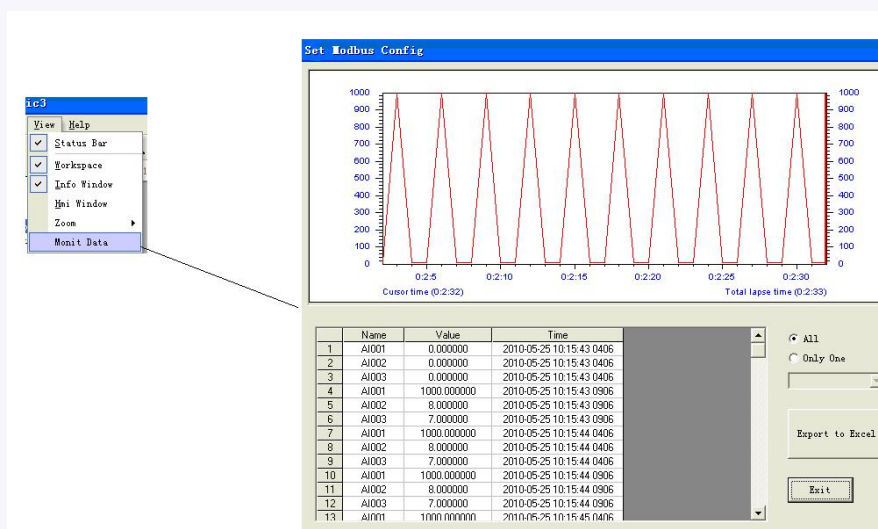 ic3
View Help
Status Bar
Workspace
Info Window
Hmi Window
Zoom
Monit Data
Set Modbus Config
1000 1000
900 900
800 800
700 700
600 600
500 500
400 400
300 300
200 200
100 100
0 0
0:2:5 0:2:10 0:2:15 0:2:20 0:2:25 0:2:30
Cursor time (0:2:32) Total lapse time (0:2:33)
Name Value Time
1 AI001 0.000000 2010-05-25 10:15:43 0406
2 AI002 0.000000 2010-05-25 10:15:43 0406
3 AI003 0.000000 2010-05-25 10:15:43 0406
4 AI001 1000.000000 2010-05-25 10:15:43 0906
5 AI002 8.000000 2010-05-25 10:15:43 0906
6 AI003 7.000000 2010-05-25 10:15:43 0906
7 AI001 1000.000000 2010-05-25 10:15:44 0406
8 AI002 8.000000 2010-05-25 10:15:44 0406
9 AI003 7.000000 2010-05-25 10:15:44 0406
10 AI001 1000.000000 2010-05-25 10:15:44 0906
11 AI002 8.000000 2010-05-25 10:15:44 0906
12 AI003 7.000000 2010-05-25 10:15:44 0906
13 AI001 1000.000000 2010-05-25 10:15:45 0406
All
Only One
Export to Excel
Exit